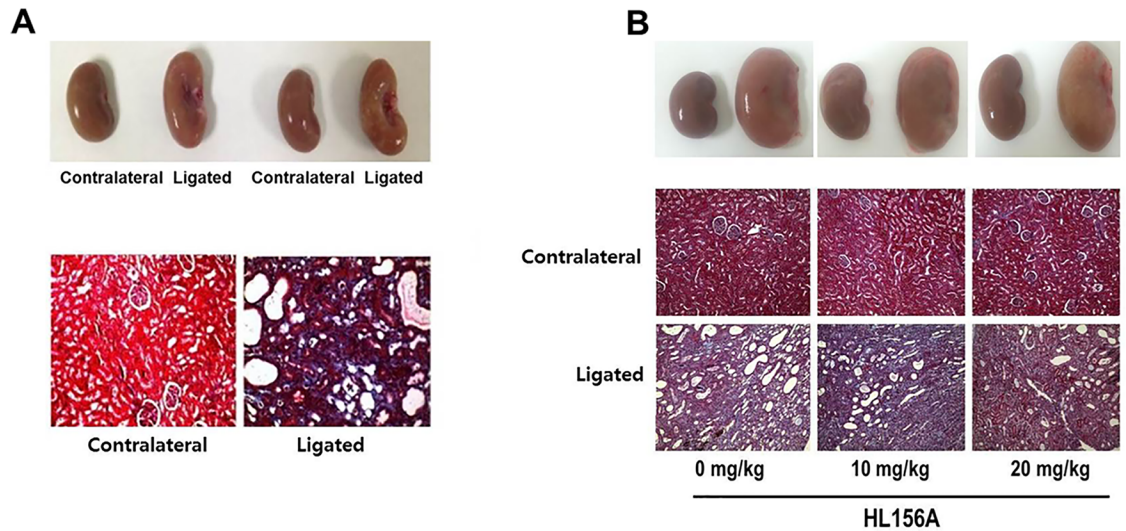 A
Contralateral Ligated Contralateral Ligated
Contralateral Ligated
B
Contralateral
Ligated
0 mg/kg 10 mg/kg 20 mg/kg
HL156A